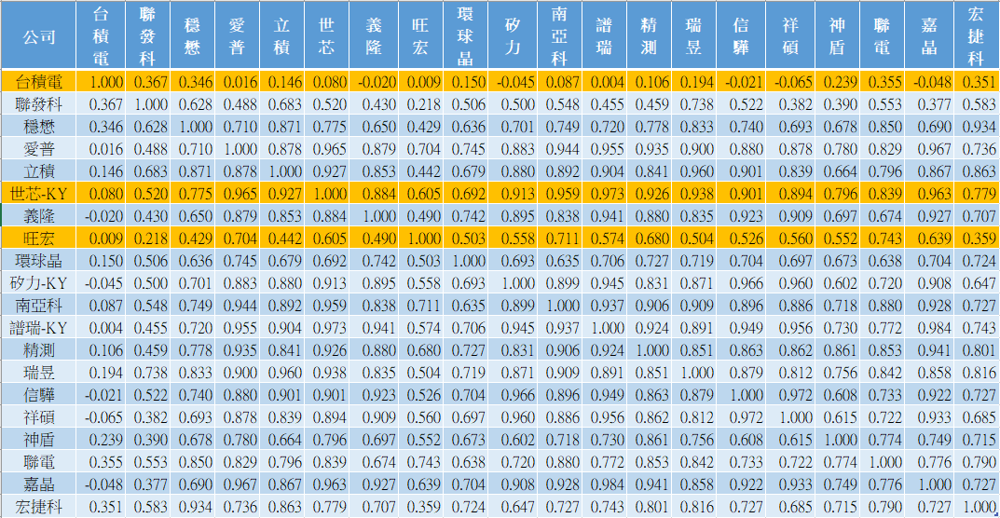 公司 台積電 聯發科 穩懋 愛普 立積 世芯 義隆 旺宏 環球晶 矽力 南亞科 譜瑞 精測 瑞昱 信驊 祥碩 神盾 聯電 嘉晶 宏捷科
台積電 1.000 0.367 0.346 0.016 0.146 0.080 -0.020 0.009 0.150 -0.045 0.087 0.004 0.106 0.194 -0.021 -0.065 0.239 0.355 -0.048 0.351
聯發科 0.367 1.000 0.628 0.488 0.683 0.520 0.430 0.218 0.506 0.500 0.548 0.455 0.459 0.738 0.522 0.382 0.390 0.553 0.377 0.583
穩懋 0.346 0.628 1.000 0.710 0.871 0.775 0.650 0.429 0.636 0.701 0.749 0.720 0.778 0.833 0.740 0.693 0.678 0.850 0.690 0.934
愛普 0.016 0.488 0.710 1.000 0.878 0.965 0.879 0.704 0.745 0.883 0.944 0.955 0.935 0.900 0.880 0.878 0.780 0.829 0.967 0.736
立積 0.146 0.683 0.871 0.878 1.000 0.927 0.853 0.442 0.679 0.880 0.892 0.904 0.841 0.960 0.901 0.839 0.664 0.796 0.867 0.863
世芯-KY 0.080 0.520 0.775 0.965 0.927 1.000 0.884 0.605 0.692 0.913 0.959 0.973 0.926 0.938 0.901 0.894 0.796 0.839 0.963 0.779
義隆 -0.020 0.430 0.650 0.879 0.853 0.884 1.000 0.490 0.742 0.895 0.838 0.941 0.880 0.835 0.923 0.909 0.697 0.674 0.927 0.707
旺宏 0.009 0.218 0.429 0.704 0.442 0.605 0.490 1.000 0.503 0.558 0.711 0.574 0.680 0.504 0.526 0.560 0.552 0.743 0.639 0.359
環球晶 0.150 0.506 0.636 0.745 0.679 0.692 0.742 0.503 1.000 0.693 0.635 0.706 0.727 0.719 0.704 0.697 0.673 0.638 0.704 0.724
矽力-KY -0.045 0.500 0.701 0.883 0.880 0.913 0.895 0.558 0.693 1.000 0.899 0.945 0.831 0.871 0.966 0.960 0.602 0.720 0.908 0.647
南亞科 0.087 0.548 0.749 0.944 0.892 0.959 0.838 0.711 0.635 0.899 1.000 0.937 0.906 0.909 0.896 0.886 0.718 0.880 0.928 0.727
譜瑞-KY 0.004 0.455 0.720 0.955 0.904 0.973 0.941 0.574 0.706 0.945 0.937 1.000 0.924 0.891 0.949 0.956 0.730 0.772 0.984 0.743
精測 0.106 0.459 0.778 0.935 0.841 0.926 0.880 0.680 0.727 0.831 0.906 0.924 1.000 0.851 0.863 0.862 0.861 0.853 0.941 0.801
瑞昱 0.194 0.738 0.833 0.900 0.960 0.938 0.835 0.504 0.719 0.871 0.909 0.891 0.851 1.000 0.879 0.812 0.756 0.842 0.858 0.816
信驊 -0.021 0.522 0.740 0.880 0.901 0.901 0.923 0.526 0.704 0.966 0.896 0.949 0.863 0.879 1.000 0.972 0.608 0.733 0.922 0.727
祥碩 -0.065 0.382 0.693 0.878 0.839 0.894 0.909 0.560 0.697 0.960 0.886 0.956 0.862 0.812 0.972 1.000 0.615 0.722 0.933 0.685
神盾 0.239 0.390 0.678 0.780 0.664 0.796 0.697 0.552 0.673 0.602 0.718 0.730 0.861 0.756 0.608 0.615 1.000 0.774 0.749 0.715
聯電 0.355 0.553 0.850 0.829 0.796 0.839 0.674 0.743 0.638 0.720 0.880 0.772 0.853 0.842 0.733 0.722 0.774 1.000 0.776 0.790
嘉晶 -0.048 0.377 0.690 0.967 0.867 0.963 0.927 0.639 0.704 0.908 0.928 0.984 0.941 0.858 0.922 0.933 0.749 0.776 1.000 0.727
宏捷科 0.351 0.583 0.934 0.736 0.863 0.779 0.707 0.359 0.724 0.647 0.727 0.743 0.801 0.816 0.727 0.685 0.715 0.790 0.727 1.000